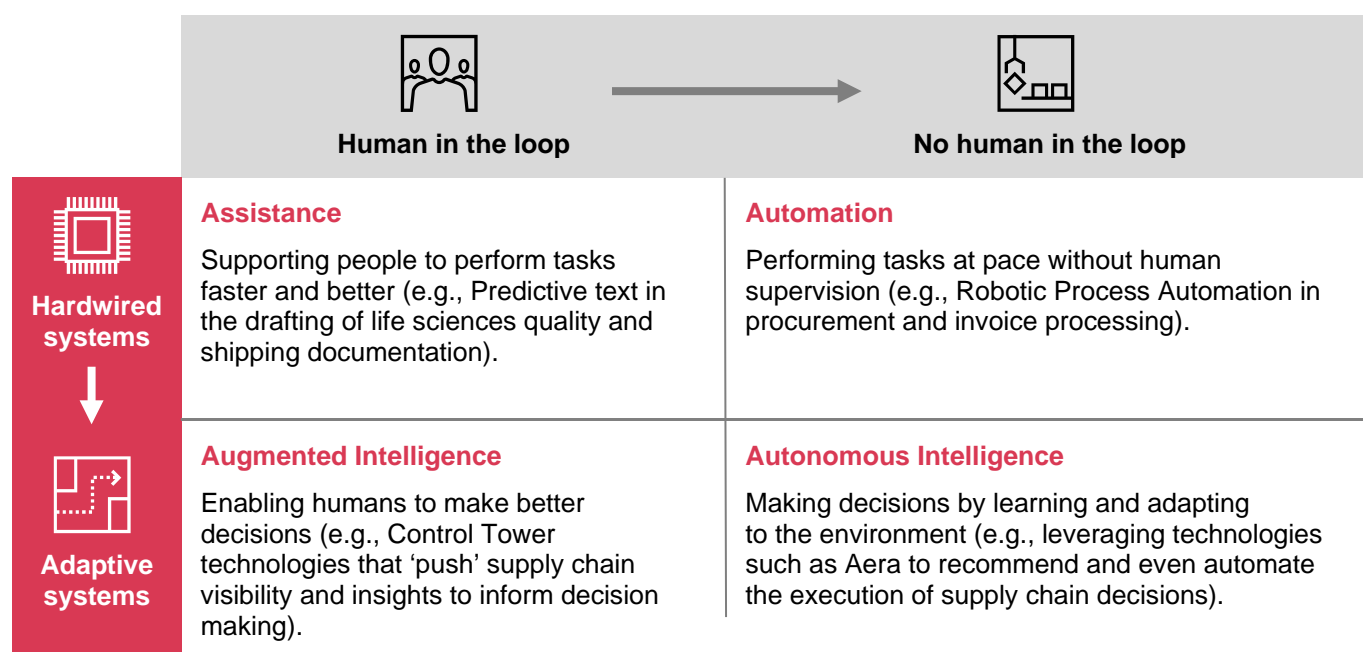 Human in the loop
No human in the loop
Hardwired
systems
Assistance
Supporting people to perform tasks
faster and better (e.g., Predictive text in
the drafting of life sciences quality and
shipping documentation).
Automation
Performing tasks at pace without human
supervision (e.g., Robotic Process Automation in
procurement and invoice processing).
Adaptive
systems
Augmented Intelligence
Enabling humans to make better
decisions (e.g., Control Tower
technologies that ‘push’ supply chain
visibility and insights to inform decision
making).
Autonomous Intelligence
Making decisions by learning and adapting
to the environment (e.g., leveraging technologies
such as Aera to recommend and even automate
the execution of supply chain decisions).